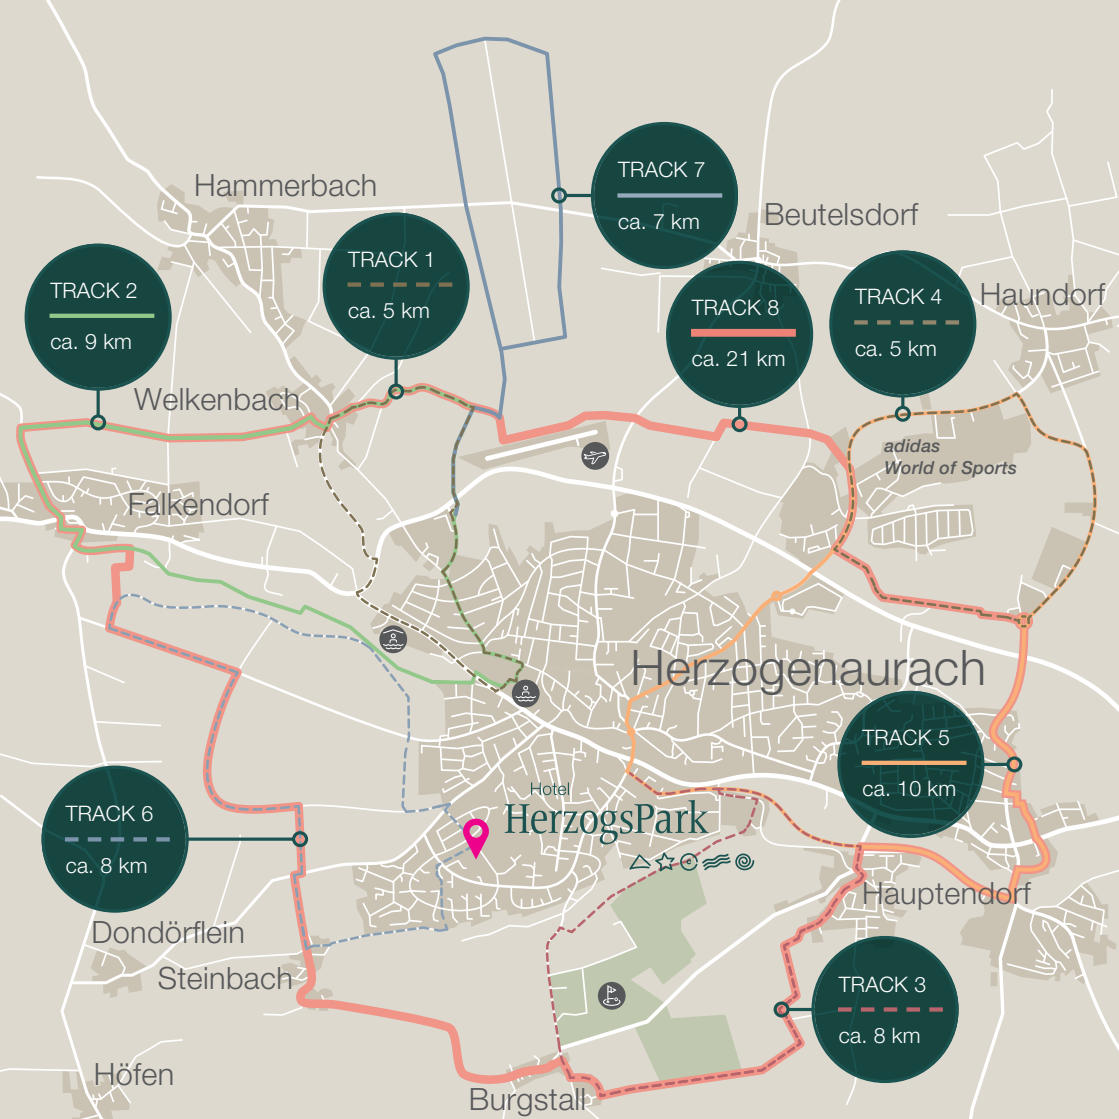 Hammerbach
TRACK 7
ca. 7 km
Beutelsdorf
TRACK 1
ca. 5 km
TRACK 2
ca. 9 km
TRACK 8
ca. 21 km
TRACK 4
ca. 5 km
Haundorf
Welkenbach
adidas
World of Sports
Falkendorf
Herzogenaurach
TRACK 5
ca. 10 km
TRACK 6
ca. 8 km
Hotel
HerzogsPark
Hauptendorf
Dondörflein
Steinbach
TRACK 3
ca. 8 km
Höfen
Burgstall